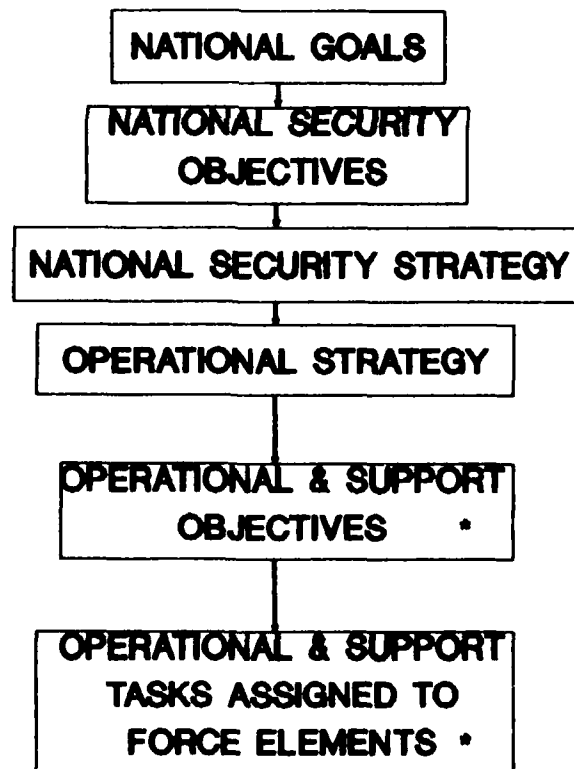 NATIONAL GOALS
NATIONAL SECURITY
OBJECTIVES
NATIONAL SECURITY STRATEGY
OPERATIONAL STRATEGY
OPERATIONAL & SUPPORT
OBJECTIVES *
OPERATIONAL & SUPPORT
TASKS ASSIGNED TO
FORCE ELEMENTS *